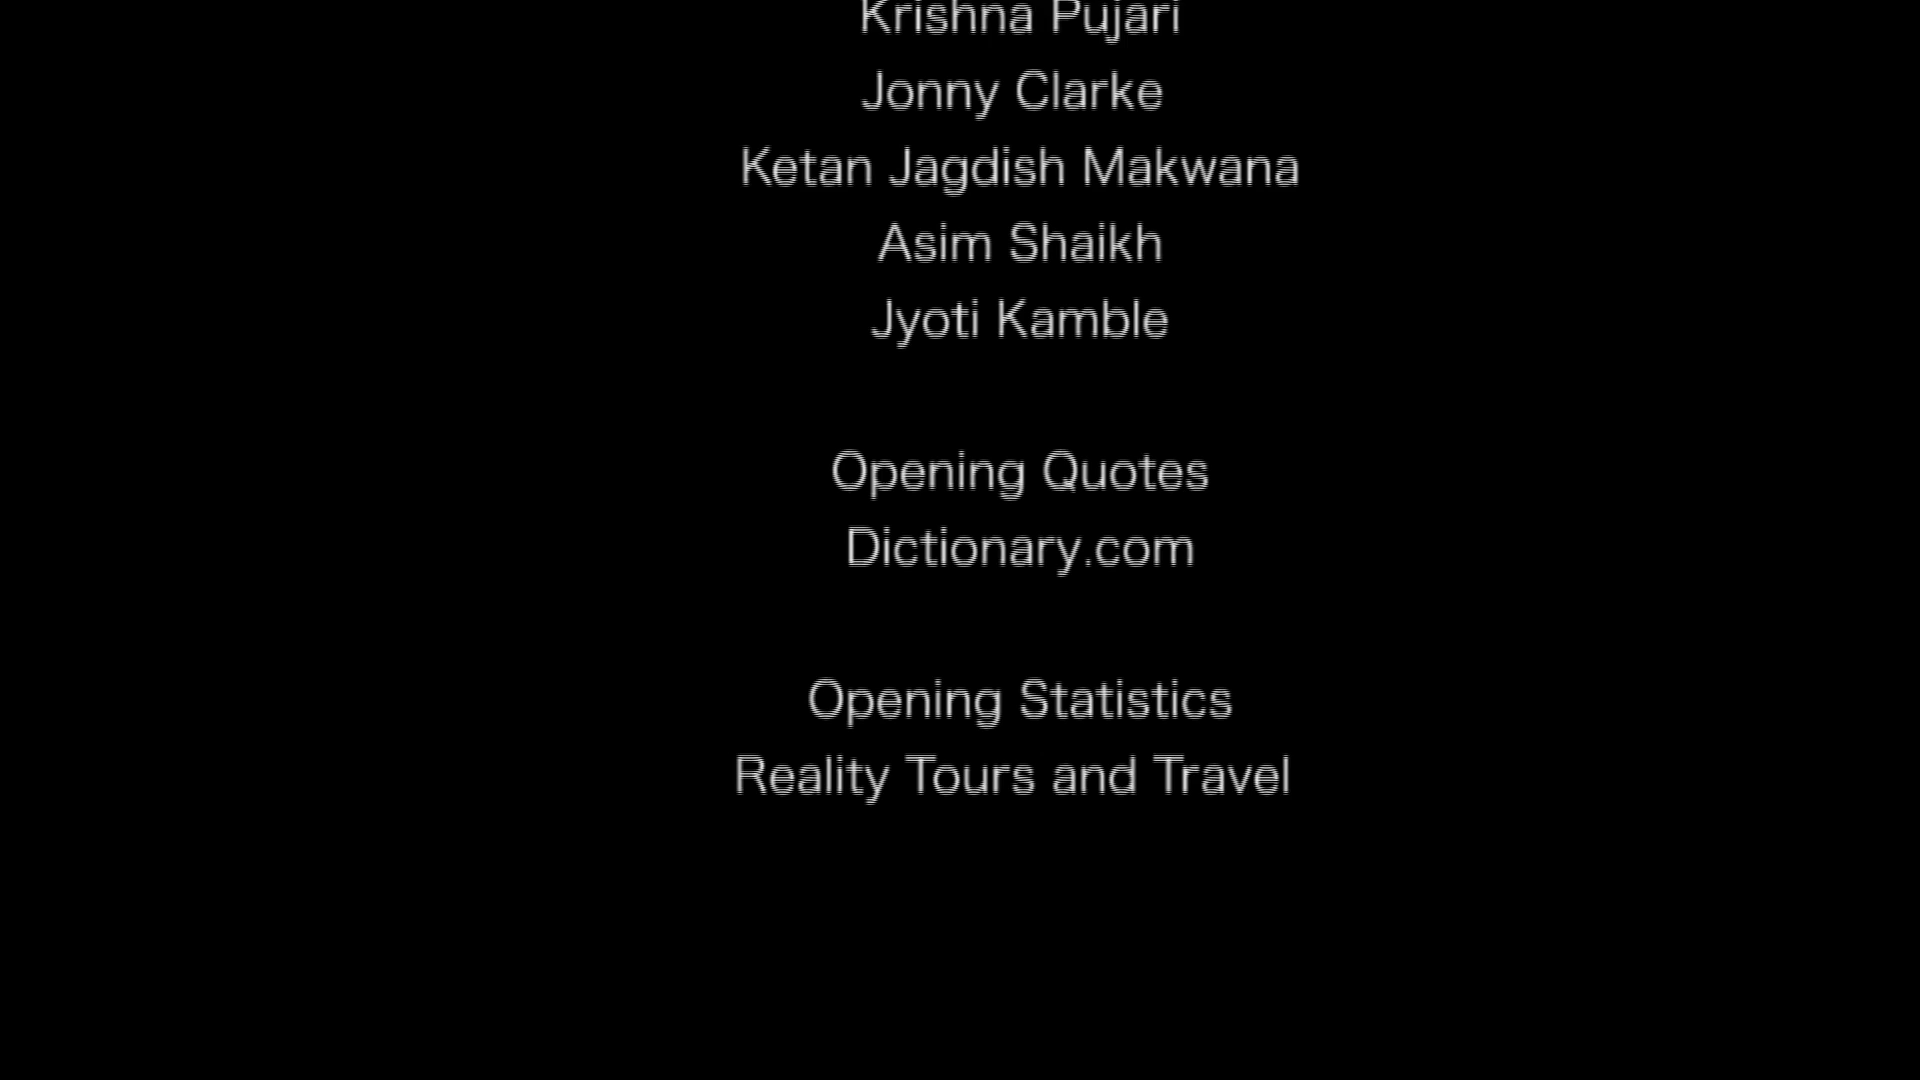 Krishna Pujari
Jonny Clarke
Ketan Jagdish Makwana
Asim Shaikh
Jyoti Kamble
Opening Quotes
Dictionary.com
Opening Statistics
Reality Tours and Travel